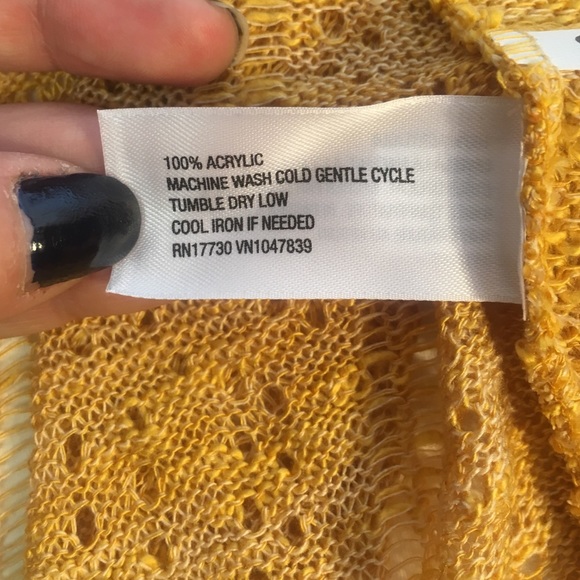 100% ACRYLIC
MACHINE WASH COLD GENTLE CYCLE
TUMBLE DRY LOW
COOL IRON IF NEEDED
RN17730 VN1047839